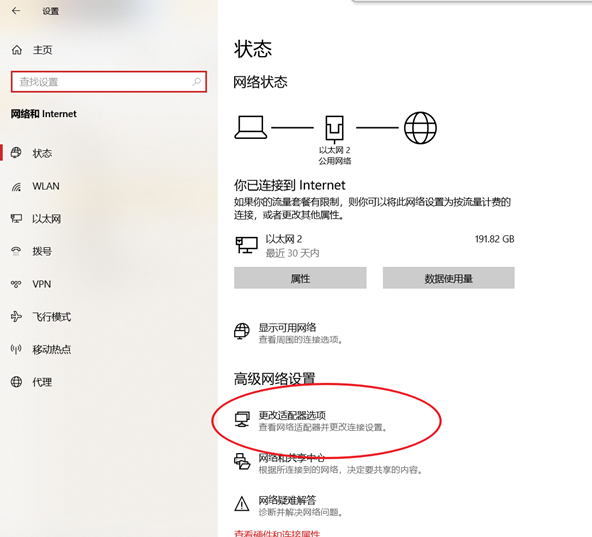 设置
主页
查找设置
网络和 Internet
状态
WLAN
以太网
拨号
VPN
飞行模式
移动热点
代理
状态
网络状态
以太网 2
公用网络
你已连接到 Internet
如果你的流量套餐有限制，则你可以将此网络设置为按流量计费的
连接，或者更改其他属性。
以太网 2
191.82 GB
最近 30 天内
属性
数据使用量
显示可用网络
查看周围的连接选项。
高级网络设置
更改适配器选项
查看网络适配器并更改连接设置。
网络和共享中心
根据所连接到的网络，决定要共享的内容。
网络疑难解答
诊断并解决网络问题。
查看硬件和连接属性